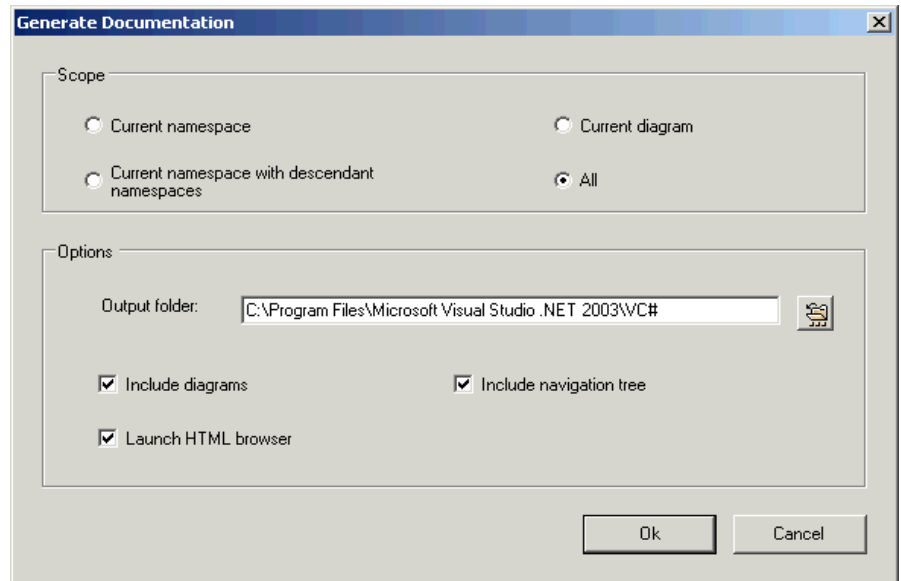 Generate Documentation
Scope
Current namespace
Current diagram
Current namespace with descendant
namespaces
All
Options
Output folder:
C:\Program Files\Microsoft Visual Studio .NET 2003\VC#
Include diagrams
Include navigation tree
Launch HTML browser
Ok
Cancel